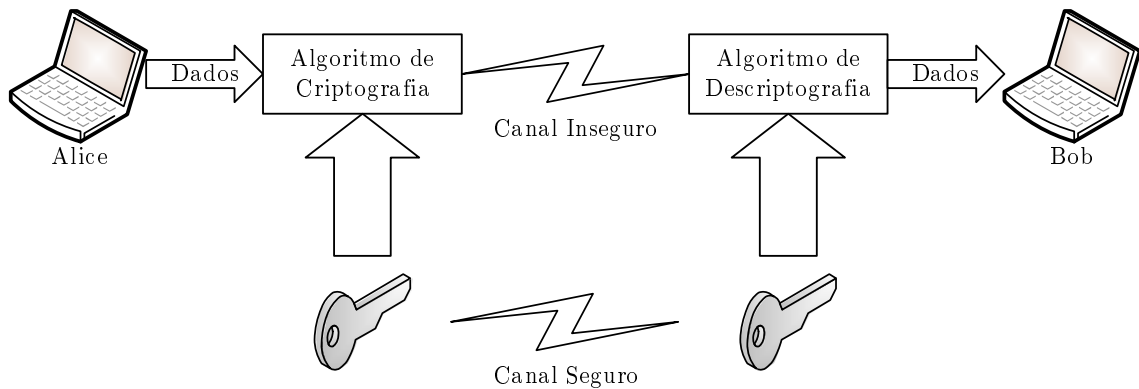 Dados
Algoritmo de
Criptografia
Algoritmo de
Descriptografia
Dados
Canal Inseguro
Alice
Bob
Canal Seguro